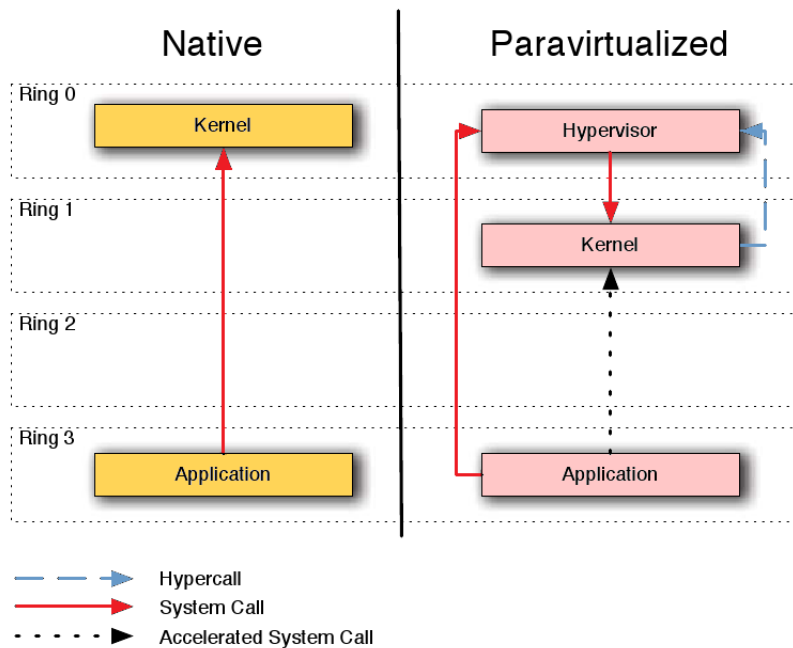 Native
Paravirtualized
Ring 0
Kernel
Hypervisor
Ring 1
Kernel
Ring 2
Ring 3
Application
Application
Hypercall
System Call
Accelerated System Call